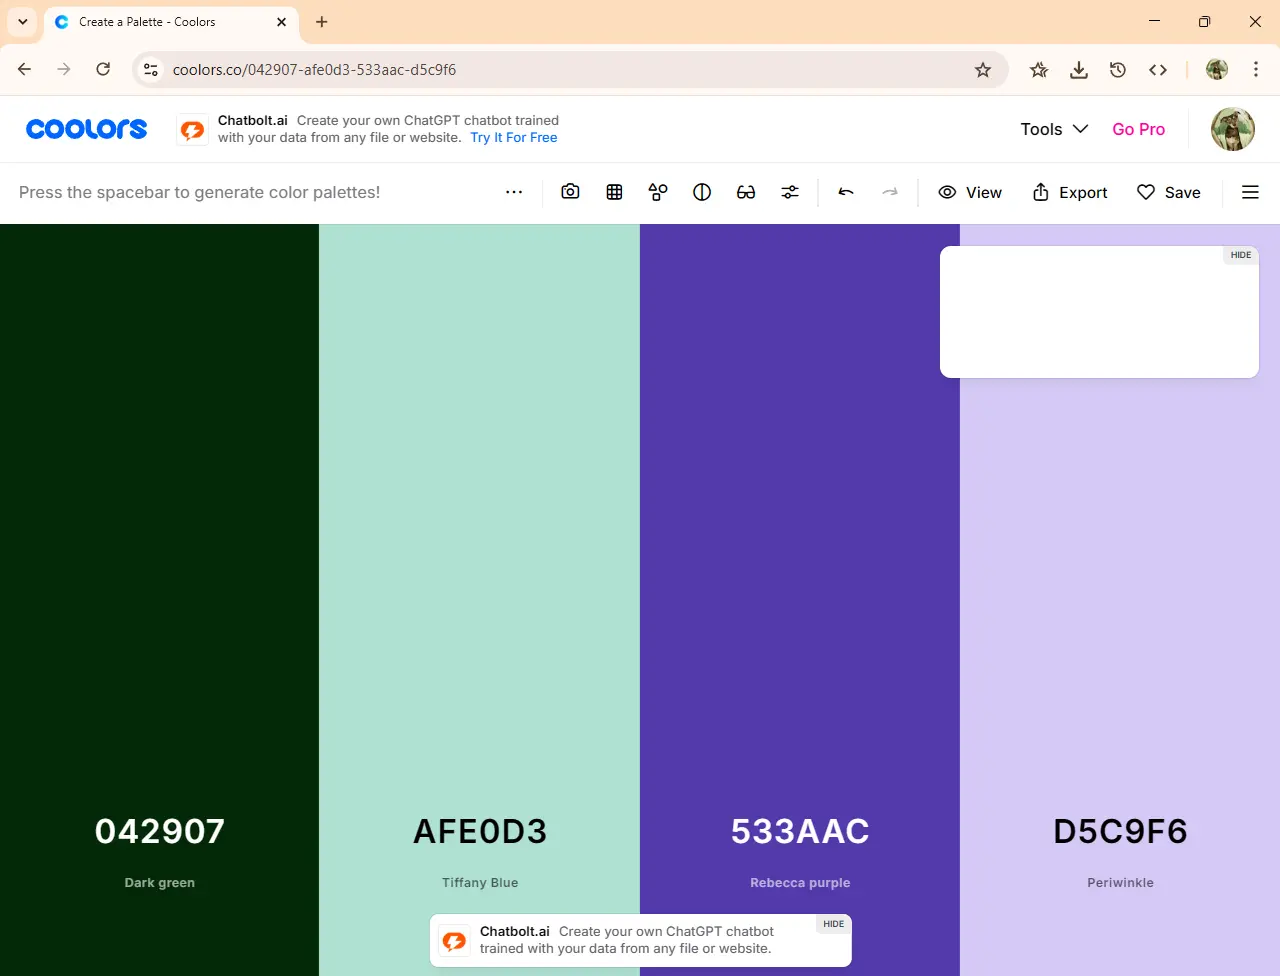 Create a Palette - Coolors
coolors.co/042907-afe0d3-533aac-d5c9f6
coolors
Chatbolt.ai Create your own ChatGPT chatbot trained
with your data from any file or website. Try It For Free
Tools
Go Pro
Press the spacebar to generate color palettes!
View
Export
Save
HIDE
042907
AFE0D3
533AAC
D5C9F6
Dark green
Tiffany Blue
Rebecca purple
Periwinkle
Chatbolt.ai Create your own ChatGPT chatbot
trained with your data from any file or website.
HIDE